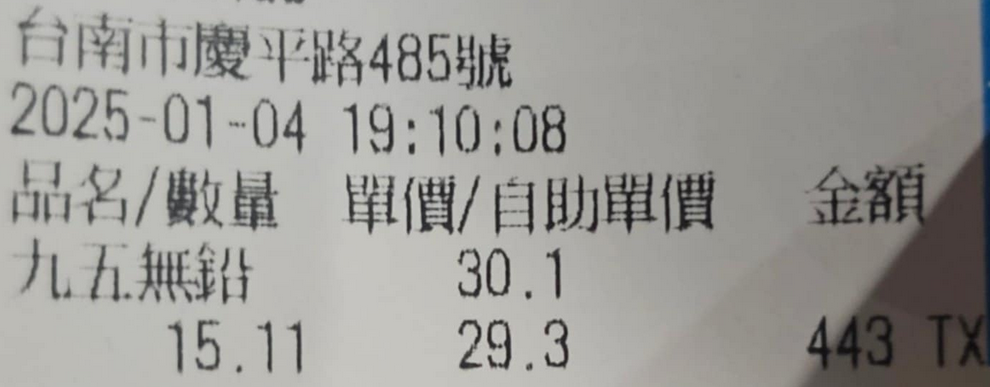 台南市慶平路485號
2025-01-04 19:10:08
品名/數量 單價/自助單價 金額
九五無鉛 30.1
15.11 29.3 443 TX